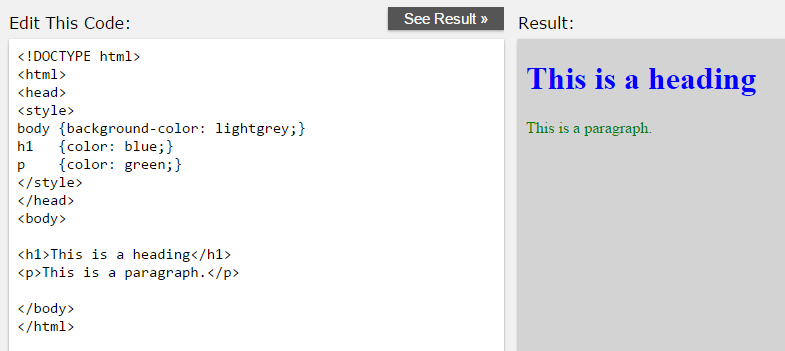 Edit This Code:
See Result »
Result:
<!DOCTYPE html>
<html>
<head>
<style>
body {background-color: lightgrey;}
h1   {color: blue;}
p    {color: green;}
</style>
</head>
<body>

<h1>This is a heading</h1>
<p>This is a paragraph.</p>

</body>
</html>
This is a heading
This is a paragraph.